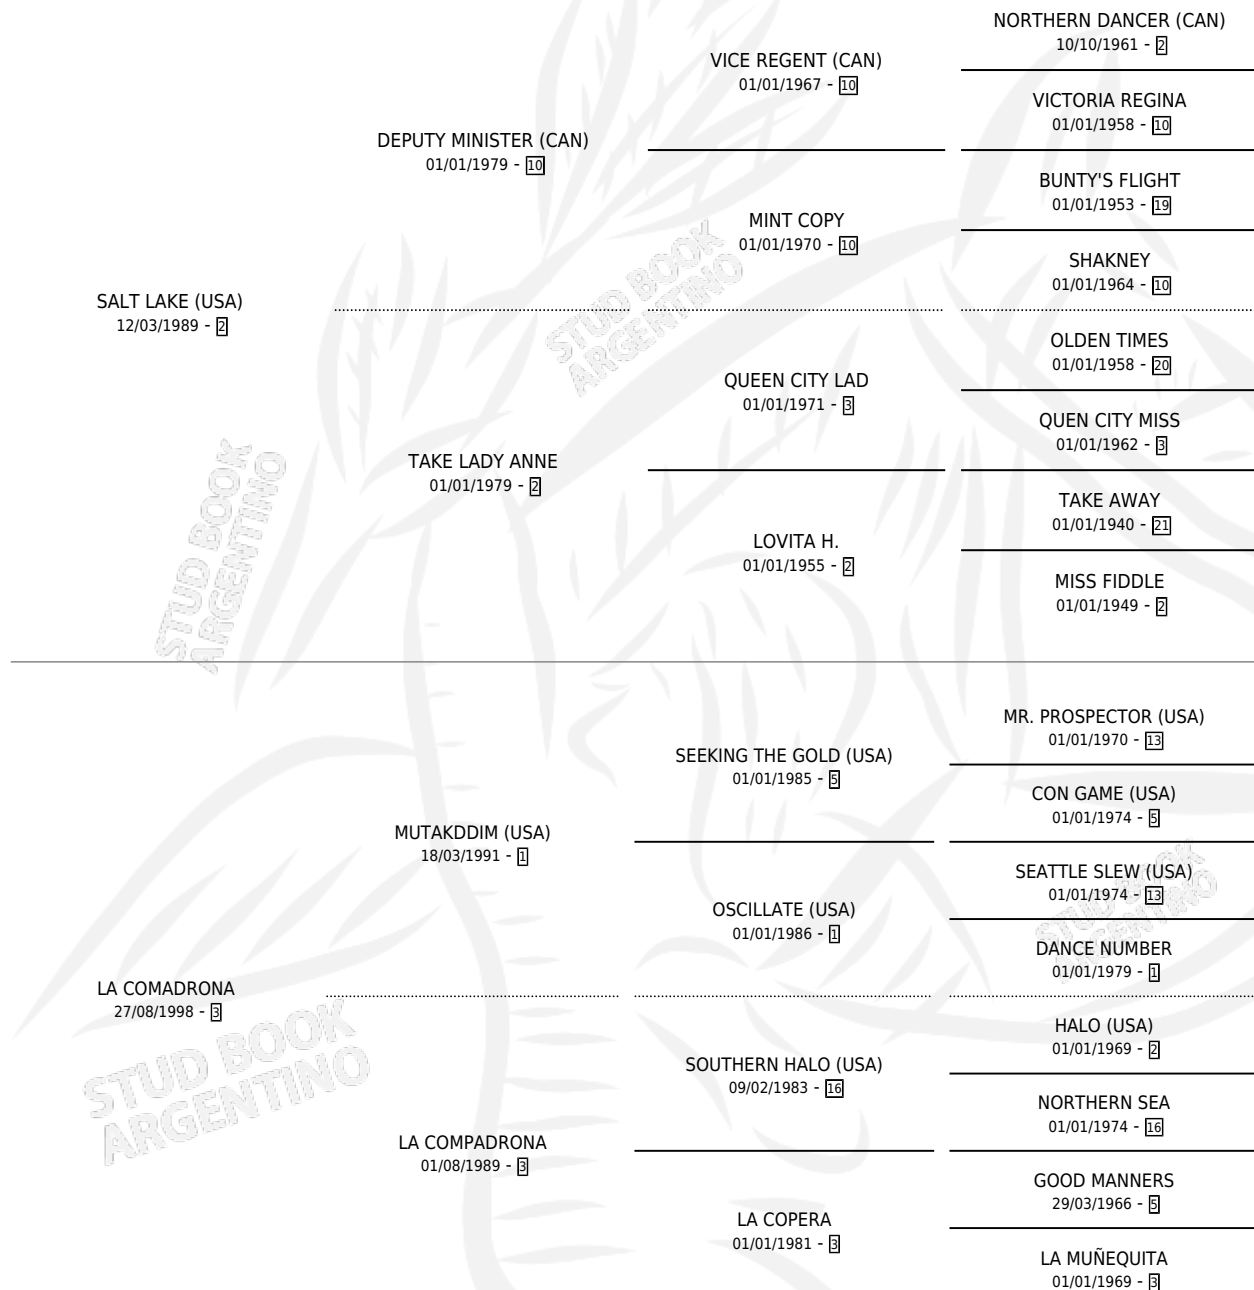 NORTHERN DANCER (CAN)
10/10/1961 - 2
VICE REGENT (CAN)
01/01/1967 - 10
VICTORIA REGINA
01/01/1958 - 10
DEPUTY MINISTER (CAN)
01/01/1979 - 10
BUNTY'S FLIGHT
01/01/1953 - 19
MINT COPY
01/01/1970 - 10
SHAKNEY
01/01/1964 - 10
SALT LAKE (USA)
12/03/1989 - 2
OLDEN TIMES
01/01/1958 - 20
QUEEN CITY LAD
01/01/1971 - 3
QUEN CITY MISS
01/01/1962 - 3
TAKE LADY ANNE
01/01/1979 - 2
TAKE AWAY
01/01/1940 - 21
LOVITA H.
01/01/1955 - 2
MISS FIDDLE
01/01/1949 - 2
STUD BOOK
ARGENTINO
STUD BOOK
ARGENTINO
MR. PROSPECTOR (USA)
01/01/1970 - 13
SEEKING THE GOLD (USA)
01/01/1985 - 5
CON GAME (USA)
01/01/1974 - 5
MUTAKDDIM (USA)
18/03/1991 - 1
SEATTLE SLEW (USA)
01/01/1974 - 13
OSCILLATE (USA)
01/01/1986 - 1
DANCE NUMBER
01/01/1979 - 1
STUD BOOK
ARGENTINO
LA COMADRONA
27/08/1998 - 3
HALO (USA)
01/01/1969 - 2
SOUTHERN HALO (USA)
09/02/1983 - 16
NORTHERN SEA
01/01/1974 - 16
STUD BOOK
ARGENTINO
LA COMPADRONA
01/08/1989 - 3
GOOD MANNERS
29/03/1966 - 5
LA COPERA
01/01/1981 - 3
LA MUÑEQUITA
01/01/1969 - 3